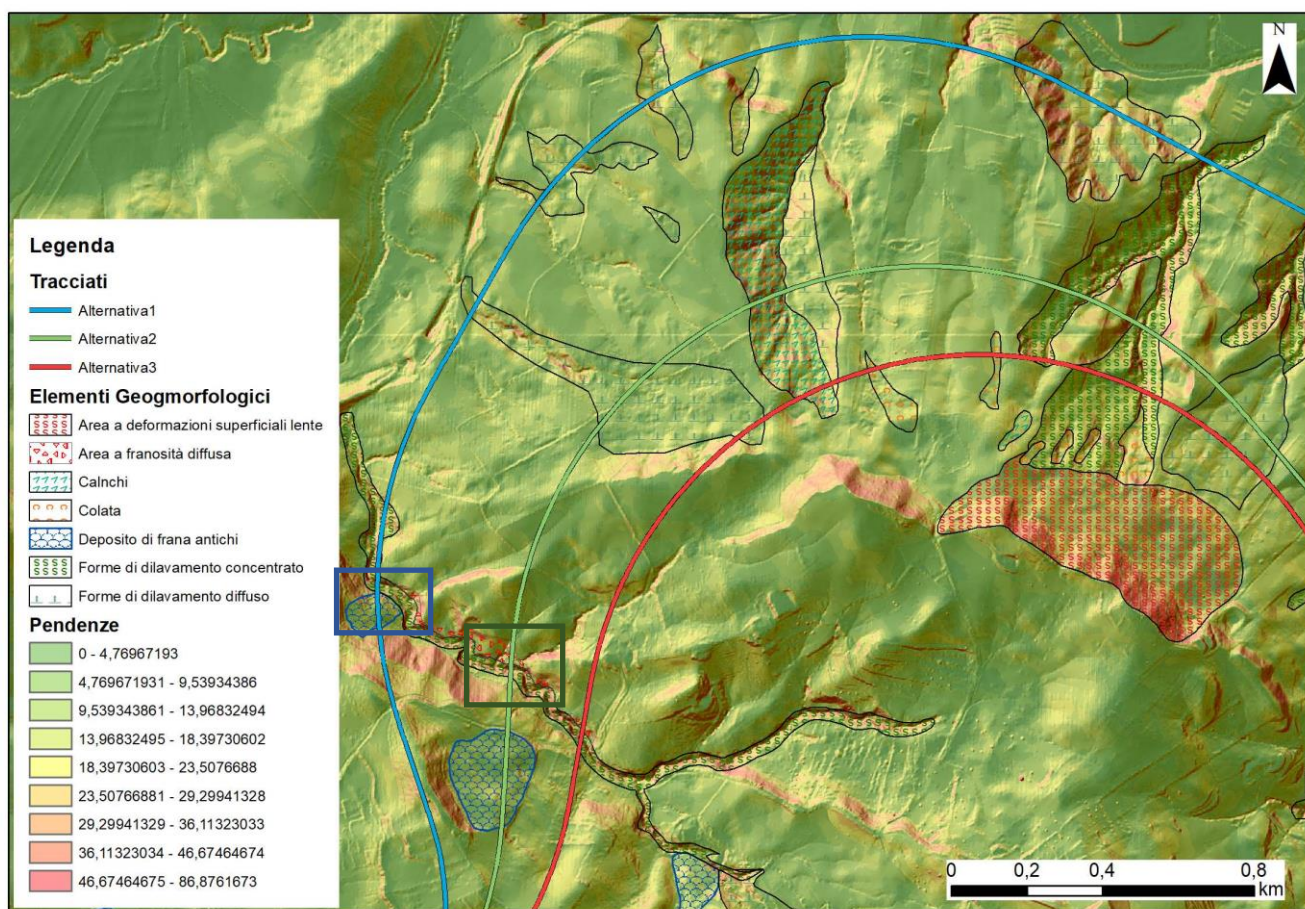 N
Legenda
Tracciati
Alternativa1
Alternativa2
Alternativa3
Elementi Geogmorfologici
Area a deformazioni superficiali lente
Area a franosità diffusa
Calnchi
Colata
Deposito di frana antichi
Forme di dilavamento concentrato
Forme di dilavamento diffuso
Pendenze
0 - 4,76967193
4,769671931 - 9,53934386
9,539343861 - 13,96832494
13,96832495 - 18,39730602
18,39730603 - 23,5076688
23,50766881 - 29,29941328
29,29941329 - 36,11323033
36,11323034 - 46,67464674
46,67464675 - 86,8761673
0 0,2 0,4 0,8
km